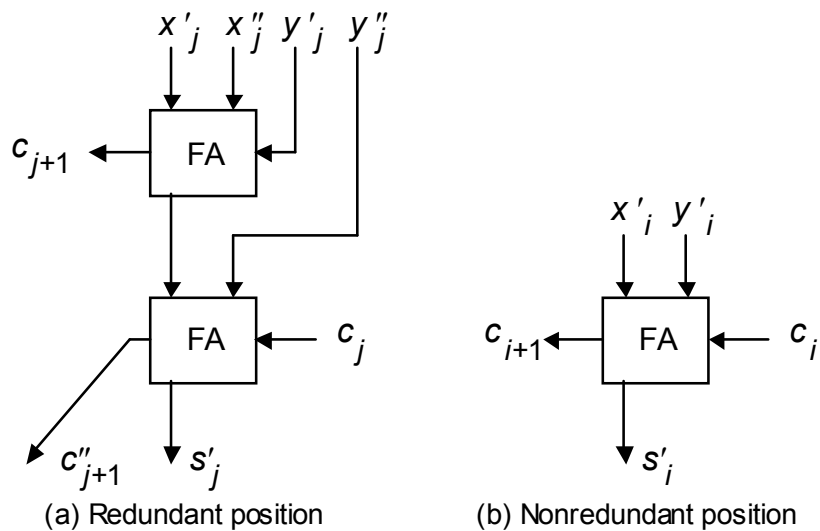 x′j x″j y′j y″j
cj+1 FA
x′i y′i
FA cj
ci+1 FA ci
c″j+1 s′j
s′i
(a) Redundant position
(b) Nonredundant position